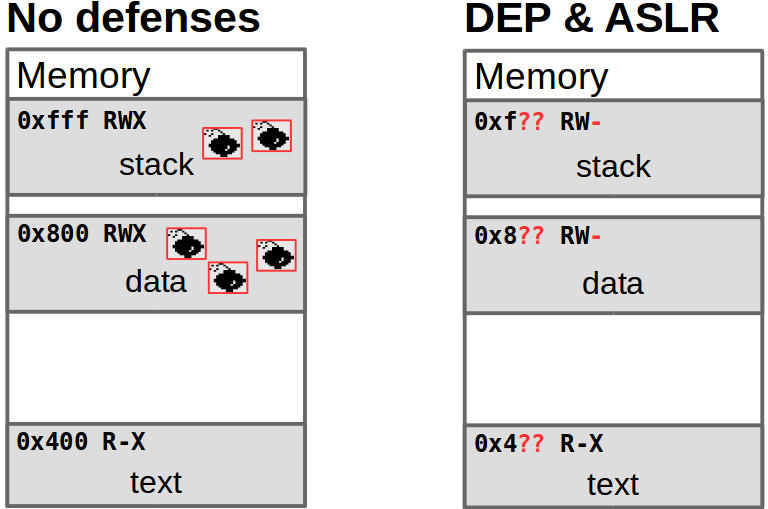 No defenses
Memory
0xfff RWX
stack
0x800 RWX
data
0x400 R-X
text
DEP & ASLR
Memory
0xf?? RW-
stack
0x8?? RW-
data
0x4?? R-X
text